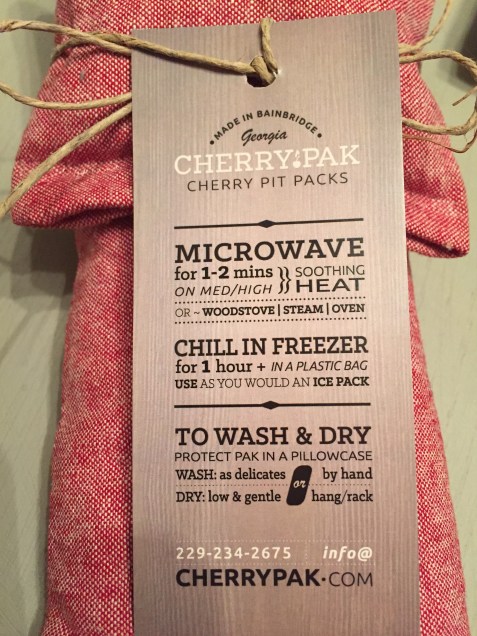 • MADE IN BAINBRIDGE •
Georgia
CHERRY PAK
CHERRY PIT PACKS
MICROWAVE
for 1-2 mins SOOTHING
ON MED/HIGH HEAT
OR ~ WOODSTOVE | STEAM | OVEN
CHILL IN FREEZER
for 1 hour + IN A PLASTIC BAG
USE AS YOU WOULD AN ICE PACK
TO WASH & DRY
PROTECT PAK IN A PILLOWCASE
WASH: as delicates or by hand
DRY: low & gentle hang/rack
229-234-2675 | info@
CHERRYPAK·COM